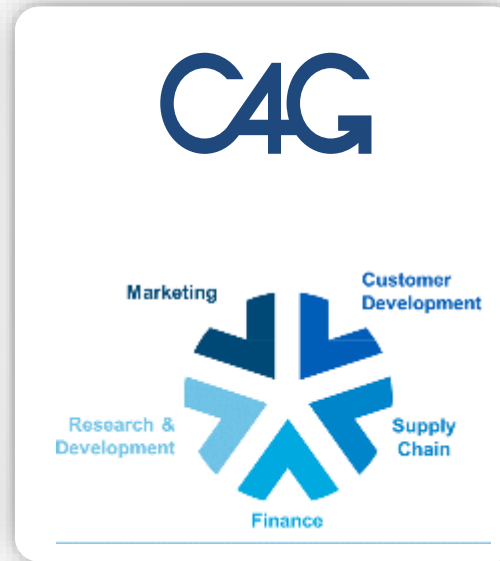 C4G
Marketing
Customer
Development
Research &
Development
Supply
Chain
Finance